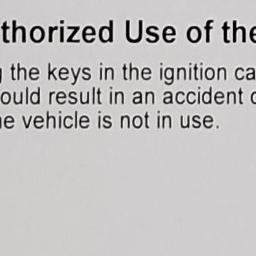 thorized Use of the
the keys in the ignition ca
ould result in an accident
e vehicle is not in use.